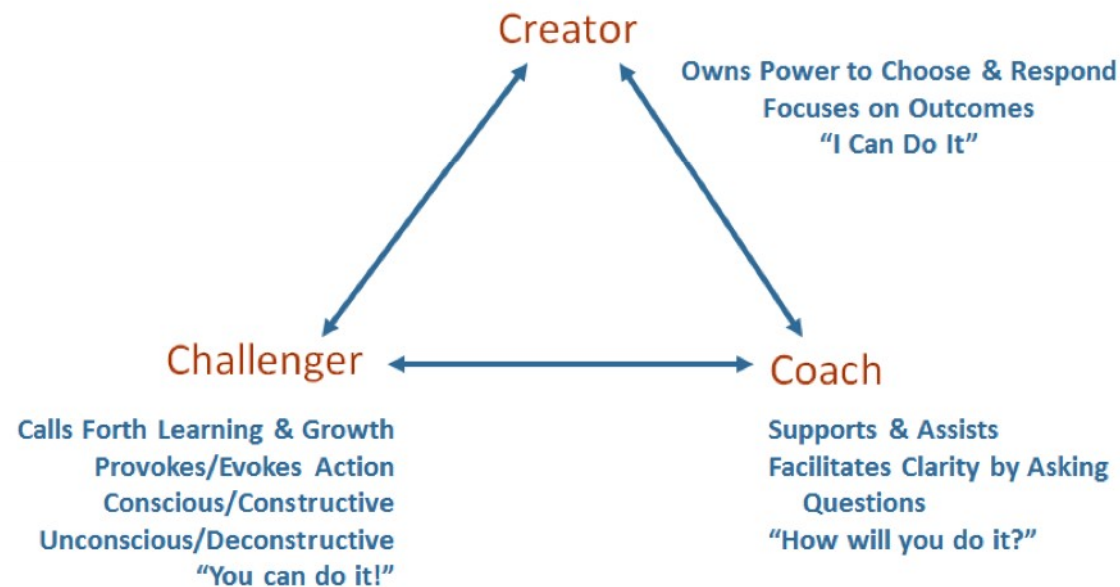 Creator
Owns Power to Choose & Respond
Focuses on Outcomes
“I Can Do It”
Challenger
Calls Forth Learning & Growth
Provokes/Evokes Action
Conscious/Constructive
Unconscious/Deconstructive
“You can do it!”
Coach
Supports & Assists
Facilitates Clarity by Asking
Questions
“How will you do it?”